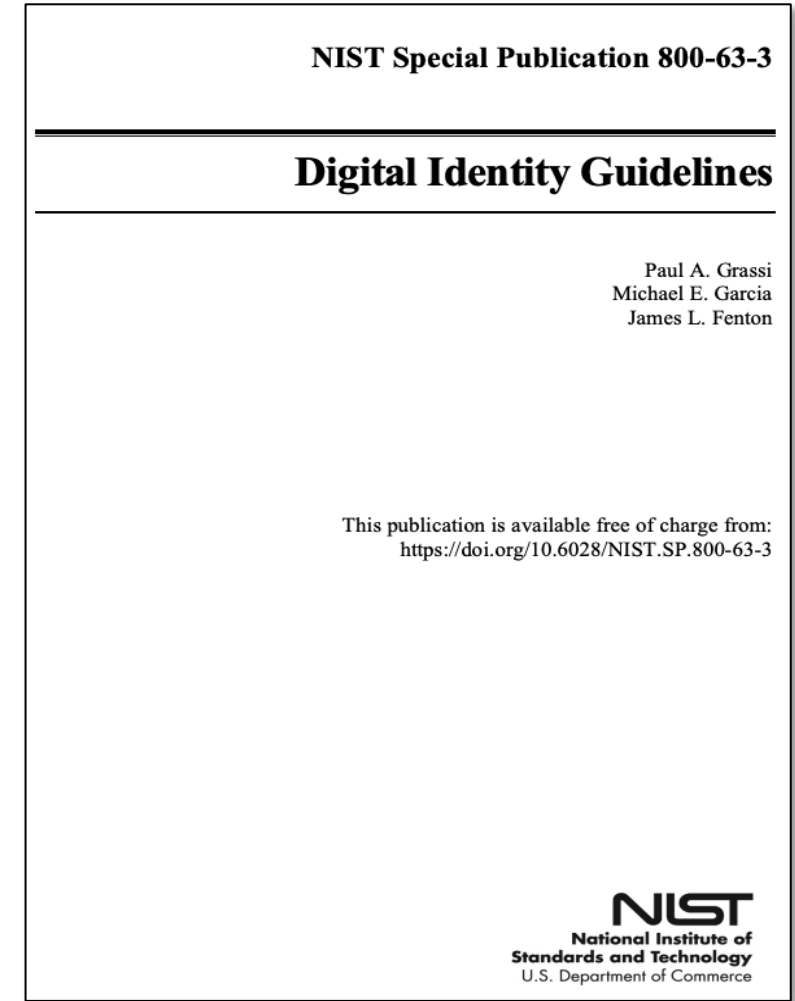 NIST Special Publication 800-63-3
Digital Identity Guidelines
Paul A. Grassi
Michael E. Garcia
James L. Fenton
This publication is available free of charge from:
https://doi.org/10.6028/NIST.SP.800-63-3
NIST
National Institute of
Standards and Technology
U.S. Department of Commerce